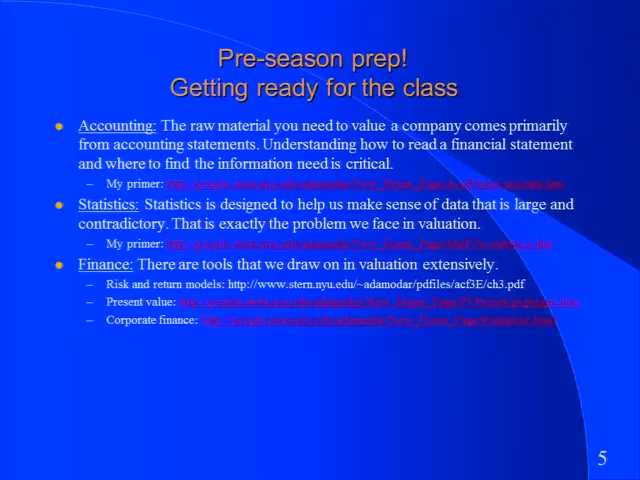 Pre-season prep!
Getting ready for the class
Accounting: The raw material you need to value a company comes primarily
from accounting statements. Understanding how to read a financial statement
and where to find the information need is critical.
– My primer:
Statistics: Statistics is designed to help us make sense of data that is large and
contradictory. That is exactly the problem we face in valuation.
– My primer:
Finance: There are tools that we draw on in valuation extensively.
– Risk and return models: http://www.stern.nyu.edu/~adamodar/pdfiles/acf3E/ch3.pdf
– Present value:
– Corporate finance:
5